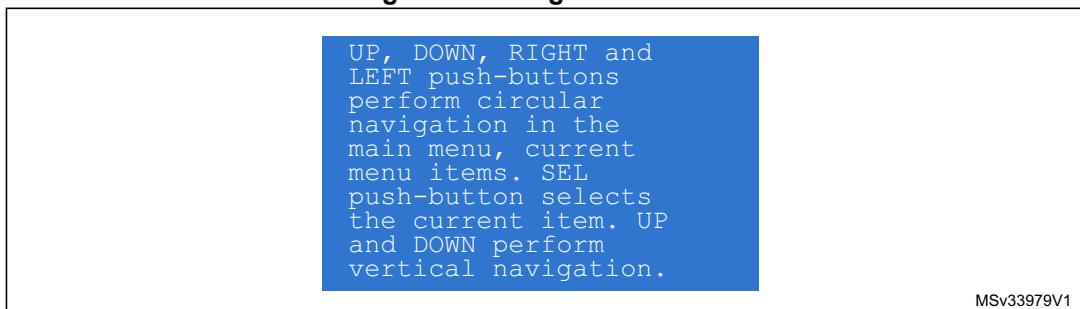 UP, DOWN, RIGHT and
LEFT push-buttons
perform circular
navigation in the
main menu, current
menu items. SEL
push-button selects
the current item. UP
and DOWN perform
vertical navigation.
MSv33979V1